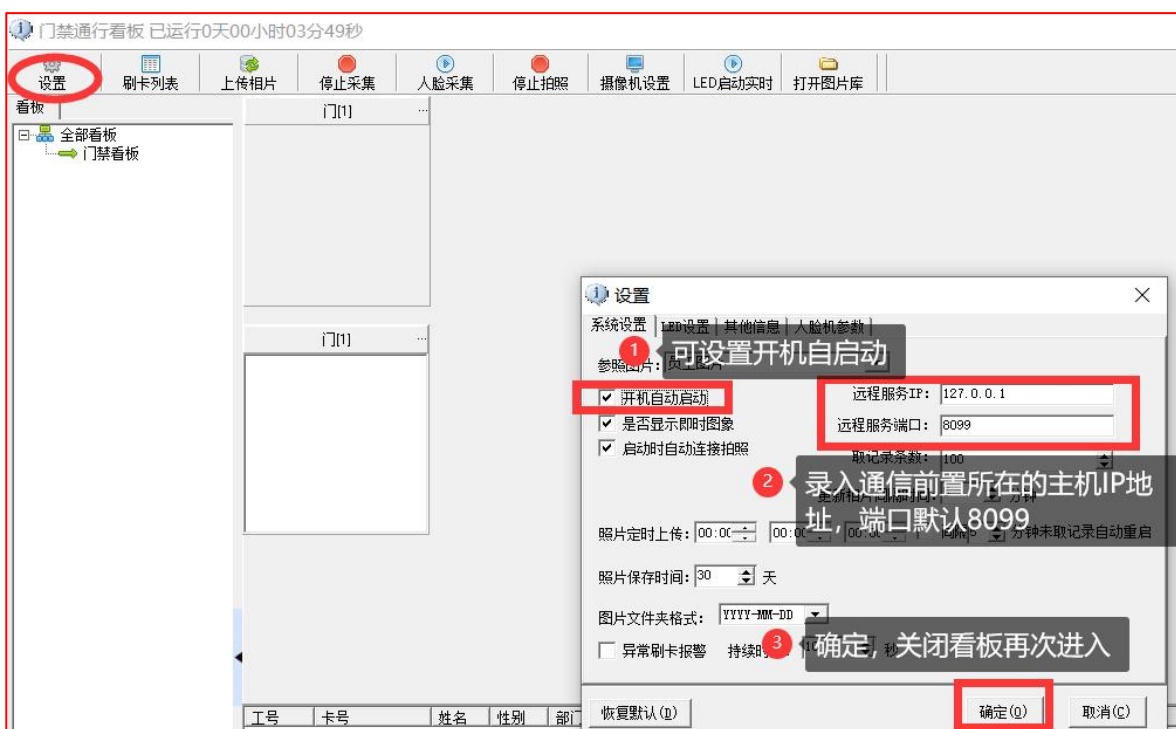 门禁通行看板 已运行0天00小时03分49秒
设置 刷卡列表 上传相片 停止采集 人脸采集 停止拍照 摄像机设置 LED启动实时 打开图片库
看板
门[1] ...
全部看板
门禁看板
设置
系统设置 LED设置 其他信息 人脸机参数
1 可设置开机自启动
门[1] ...
参照图片: 员工图片
开机自动启动 远程服务IP: 127.0.0.1
是否显示即时图象 远程服务端口: 8099
启动时自动连接拍照 取记录条数: 100
2 录入通信前置所在的主机IP地
址，端口默认8099
照片定时上传: 00:00 分钟未取记录自动重启
照片保存时间: 30 天
图片文件夹格式: YYYY-MM-DD
异常刷卡报警 秒
3 确定，关闭看板再次进入
工号 卡号 姓名 性别 部门
恢复默认(D) 确定(O) 取消(C)